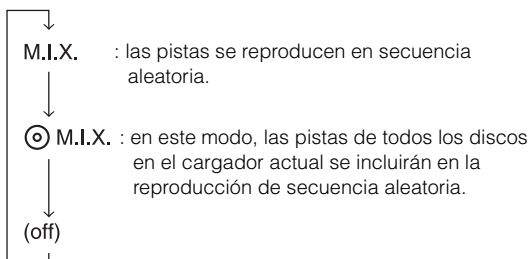 M.I.X. : las pistas se reproducen en secuencia
aleatoria.
M.I.X. : en este modo, las pistas de todos los discos
en el cargador actual se incluirán en la
reproducción de secuencia aleatoria.
(off)